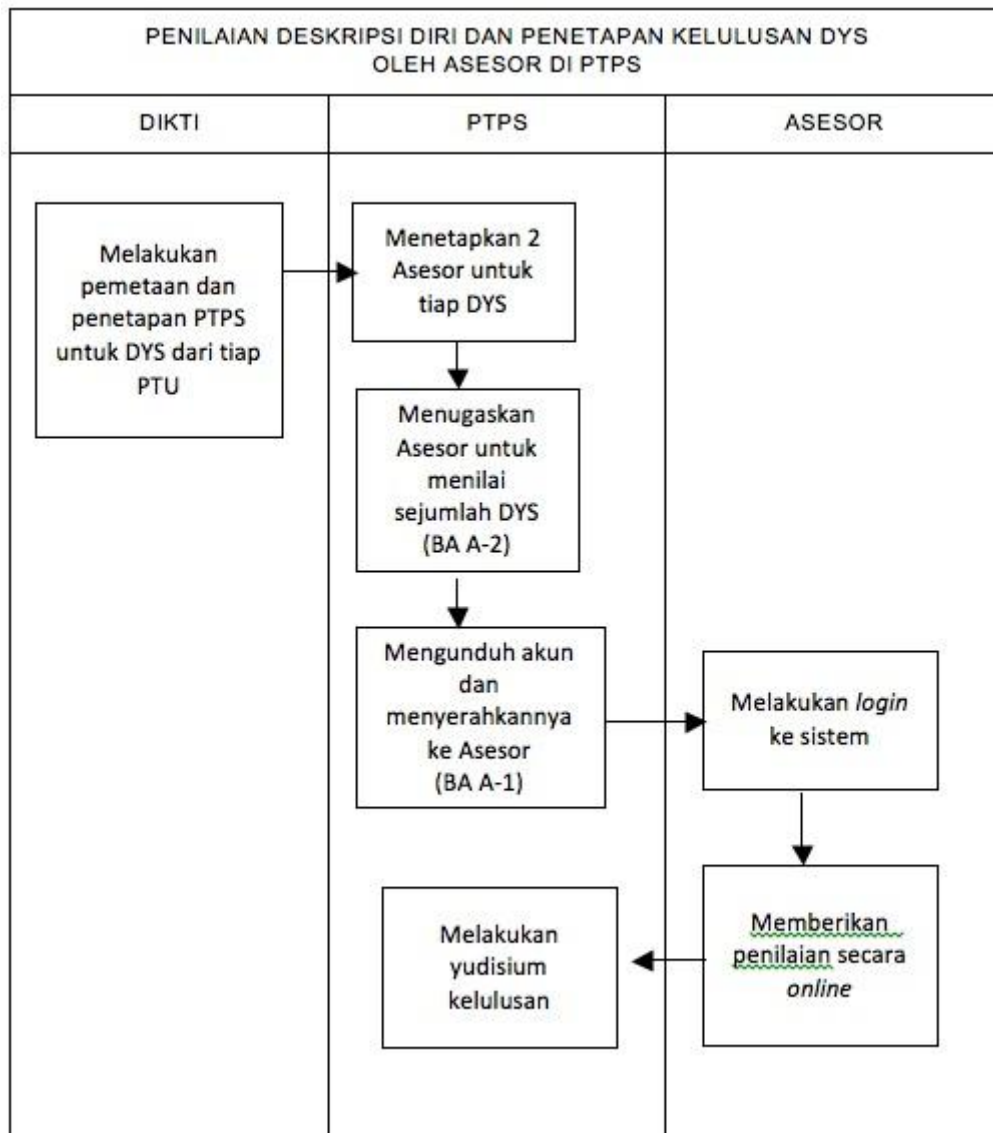 PENILAIAN DESKRIPSI DIRI DAN PENETAPAN KELULUSAN DYS
OLEH ASESOR DI PTPS
DIKTI
PTPS
ASESOR
Melakukan
pemetaan dan
penetapan PTPS
untuk DYS dari tiap
PTU
Menetapkan 2
Asesor untuk
tiap DYS
Menugaskan
Asesor untuk
menilai
sejumlah DYS
(BA A-2)
Mengunduh akun
dan
menyerahkannya
ke Asesor
(BA A-1)
Melakukan login
ke sistem
Memberikan
penilaian secara
online
Melakukan
yudisium
kelulusan